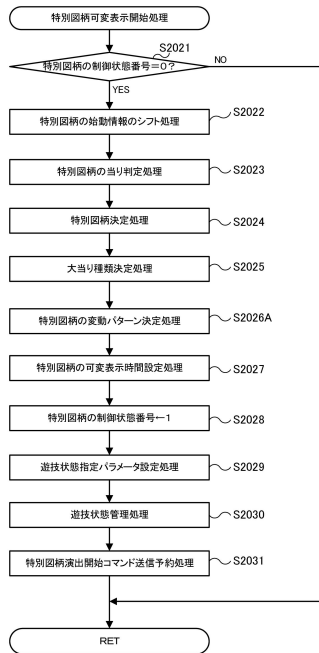 特別図柄可変表示開始処理
S2021
特別図柄の制御状態番号=0?
NO
YES
特別図柄の始動情報のシフト処理
S2022
特別図柄の当り判定処理
S2023
特別図柄決定処理
S2024
大当り種類決定処理
S2025
特別図柄の変動パターン決定処理
S2026A
特別図柄の可変表示時間設定処理
S2027
特別図柄の制御状態番号←1
S2028
遊技状態指定パラメータ設定処理
S2029
遊技状態管理処理
S2030
特別図柄演出開始コマンド送信予約処理
S2031
RET